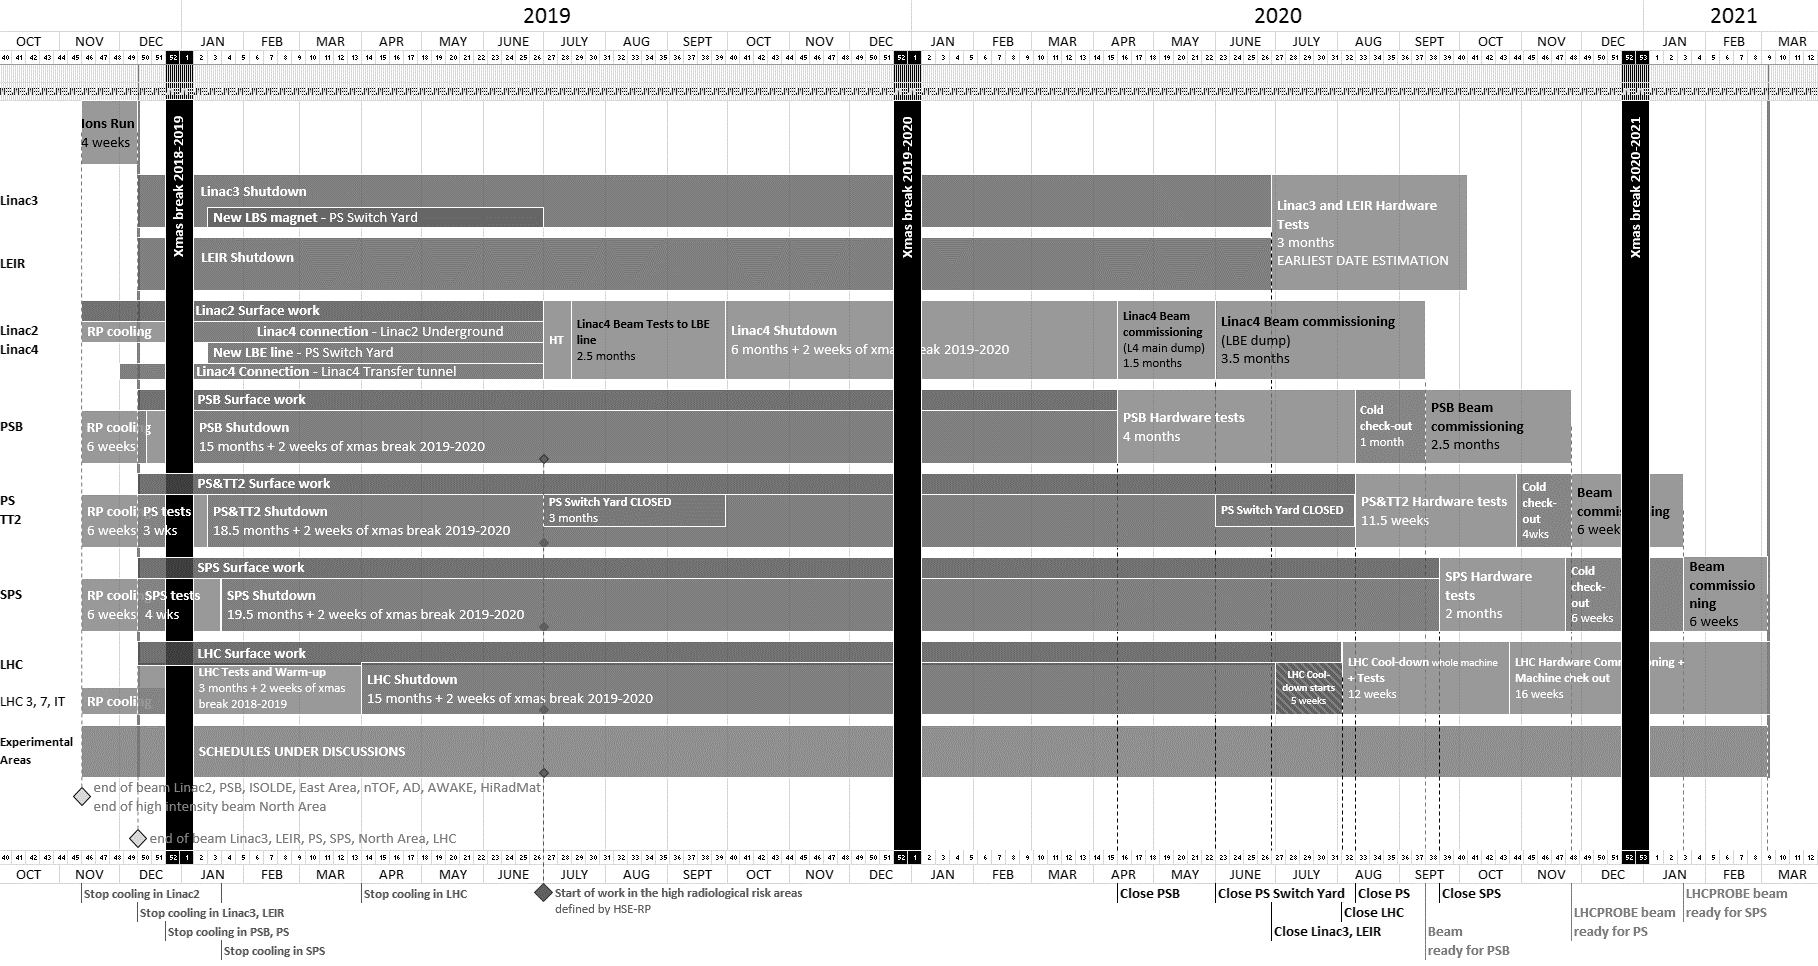 2019 2020 2021
OCT NOV DEC JAN FEB MAR APR MAY JUNE JULY AUG SEPT OCT NOV DEC JAN FEB MAR APR MAY JUNE JULY AUG SEPT OCT NOV DEC JAN FEB MAR
Ions Run
4 weeks
Xmas break 2018-2019
Xmas break 2019-2020
Xmas break 2020-2021
Linac3
Linac3 Shutdown
New LBS magnet - PS Switch Yard
Linac3 and LEIR Hardware
Tests
3 months
EARLIEST DATE ESTIMATION
LEIR
LEIR Shutdown
Linac2
Linac4
Linac2 Surface work
RP cooling
Linac4 connection - Linac2 Underground
New LBE line - PS Switch Yard
Linac4 Connection - Linac4 Transfer tunnel
HT
Linac4 Beam Tests to LBE
line
2.5 months
Linac4 Shutdown
6 months + 2 weeks of xmas break 2019-2020
Linac4 Beam
commissioning
(L4 main dump)
1.5 months
Linac4 Beam commissioning
(LBE dump)
3.5 months
PSB
PSB Surface work
RP cooling
6 weeks
PSB Shutdown
15 months + 2 weeks of xmas break 2019-2020
PSB Hardware tests
4 months
Cold
check-out
1 month
PSB Beam
commissioning
2.5 months
PS
TT2
PS&TT2 Surface work
RP cooli
6 weeks
PS tests
3 wks
PS&TT2 Shutdown
18.5 months + 2 weeks of xmas break 2019-2020
PS Switch Yard CLOSED
3 months
PS Switch Yard CLOSED
PS&TT2 Hardware tests
11.5 weeks
Cold
check-
out
4wks
Beam
commissioning
6 week
SPS
SPS Surface work
RP cooli
6 weeks
SPS tests
4 wks
SPS Shutdown
19.5 months + 2 weeks of xmas break 2019-2020
SPS Hardware
tests
2 months
Cold
check-
out
6 weeks
Beam
commissio
ning
6 weeks
LHC
LHC 3, 7, IT
LHC Surface work
RP cooling
LHC Tests and Warm-up
3 months + 2 weeks of xmas
break 2018-2019
LHC Shutdown
15 months + 2 weeks of xmas break 2019-2020
LHC Cool-
down starts
5 weeks
LHC Cool-down whole machine
+ Tests
12 weeks
LHC Hardware Comm oning +
Machine chek out
16 weeks
Experimental
Areas
SCHEDULES UNDER DISCUSSIONS
end of beam Linac2, PSB, ISOLDE, East Area, nTOF, AD, AWAKE, HiRadMat
end of high intensity beam North Area
end of beam Linac3, LEIR, PS, SPS, North Area, LHC
OCT NOV DEC JAN FEB MAR APR MAY JUNE JULY AUG SEPT OCT NOV DEC JAN FEB MAR APR MAY JUNE JULY AUG SEPT OCT NOV DEC JAN FEB MAR
Stop cooling in Linac2
Stop cooling in Linac3, LEIR
Stop cooling in PSB, PS
Stop cooling in SPS
Stop cooling in LHC
Start of work in the high radiological risk areas
defined by HSE-RP
Close PSB
Close PS Switch Yard
Close Linac3, LEIR
Close PS
Close LHC
Close SPS
Beam
ready for PSB
LHCPROBE beam
ready for PS
LHCPROBE beam
ready for SPS